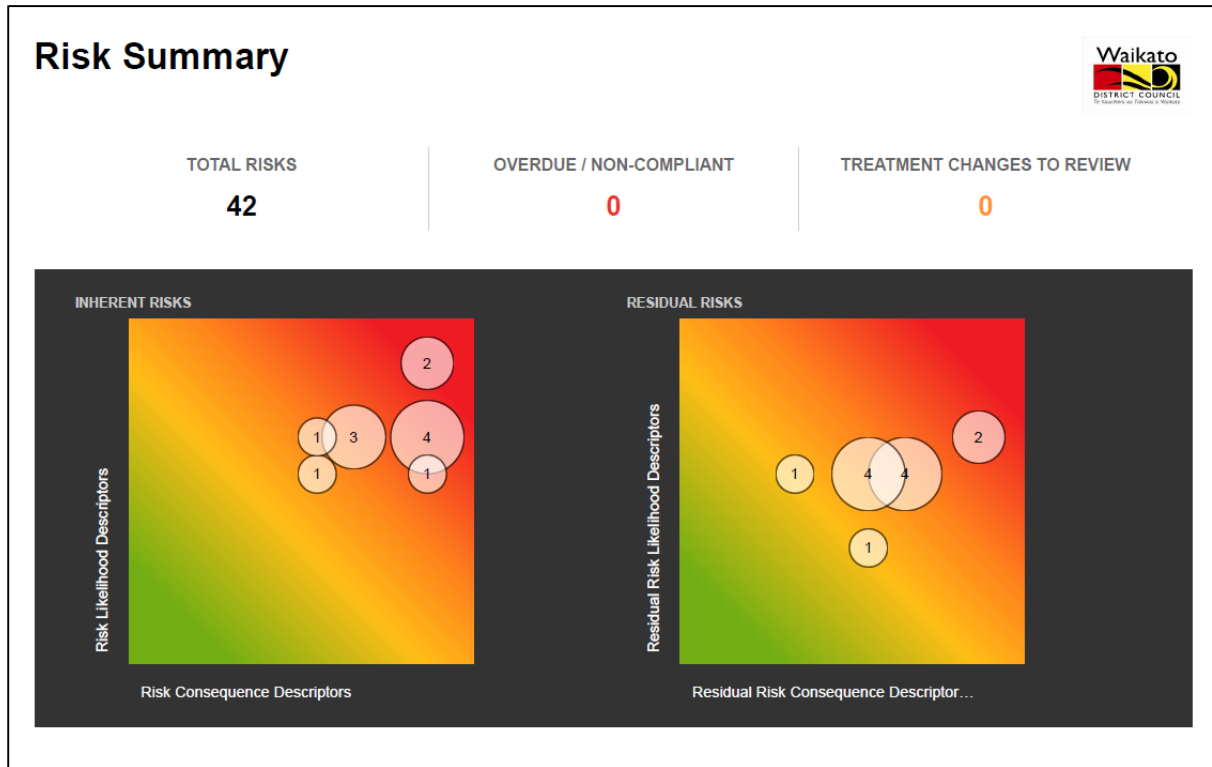 Risk Summary
Waikato
DISTRICT COUNCIL
TOTAL RISKS
42
OVERDUE / NON-COMPLIANT
0
TREATMENT CHANGES TO REVIEW
0
INHERENT RISKS
Risk Likelihood Descriptors
2
1
3
4
1
1
Risk Consequence Descriptors
RESIDUAL RISKS
Residual Risk Likelihood Descriptors
2
1
4
4
1
Residual Risk Consequence Descriptor…